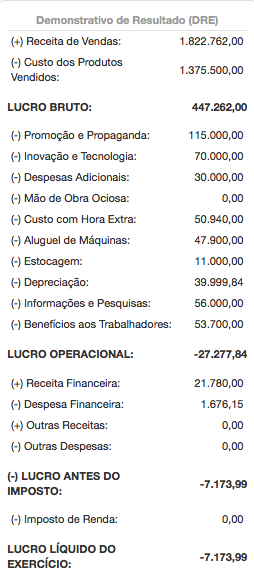 Demonstrativo de Resultado (DRE)
(+) Receita de Vendas: 1.822.762,00
(-) Custo dos Produtos
Vendidos: 1.375.500,00
LUCRO BRUTO: 447.262,00
(-) Promoção e Propaganda: 115.000,00
(-) Inovação e Tecnologia: 70.000,00
(-) Despesas Adicionais: 30.000,00
(-) Mão de Obra Ociosa: 0,00
(-) Custo com Hora Extra: 50.940,00
(-) Aluguel de Máquinas: 47.900,00
(-) Estocagem: 11.000,00
(-) Depreciação: 39.999,84
(-) Informações e Pesquisas: 56.000,00
(-) Benefícios aos Trabalhadores: 53.700,00
LUCRO OPERACIONAL: -27.277,84
(+) Receita Financeira: 21.780,00
(-) Despesa Financeira: 1.676,15
(+) Outras Receitas: 0,00
(-) Outras Despesas: 0,00
(-) LUCRO ANTES DO
IMPOSTO: -7.173,99
(-) Imposto de Renda: 0,00
LUCRO LÍQUIDO DO
EXERCÍCIO: -7.173,99